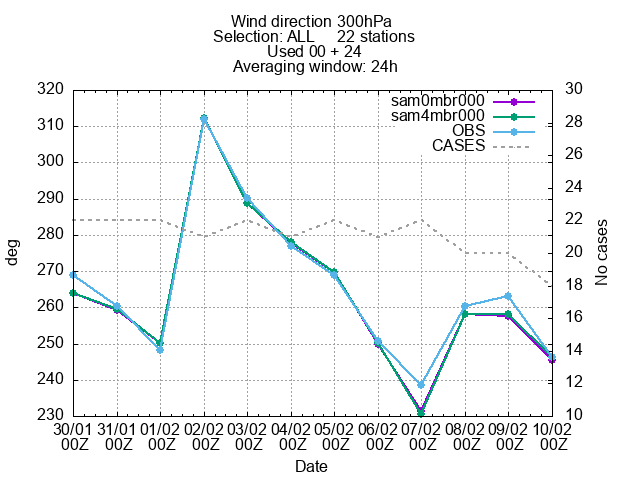 Wind direction 300hPa
Selection: ALL 22 stations
Used 00 + 24
Averaging window: 24h
320
310
300
290
280
270
260
250
240
230
deg
30
28
26
24
22
20
18
16
14
12
10
No cases
sam0mbr000
sam4mbr000
OBS
CASES
30/01 31/01 01/02 02/02 03/02 04/02 05/02 06/02 07/02 08/02 09/02 10/02
00Z 00Z 00Z 00Z 00Z 00Z 00Z 00Z 00Z 00Z 00Z 00Z
Date